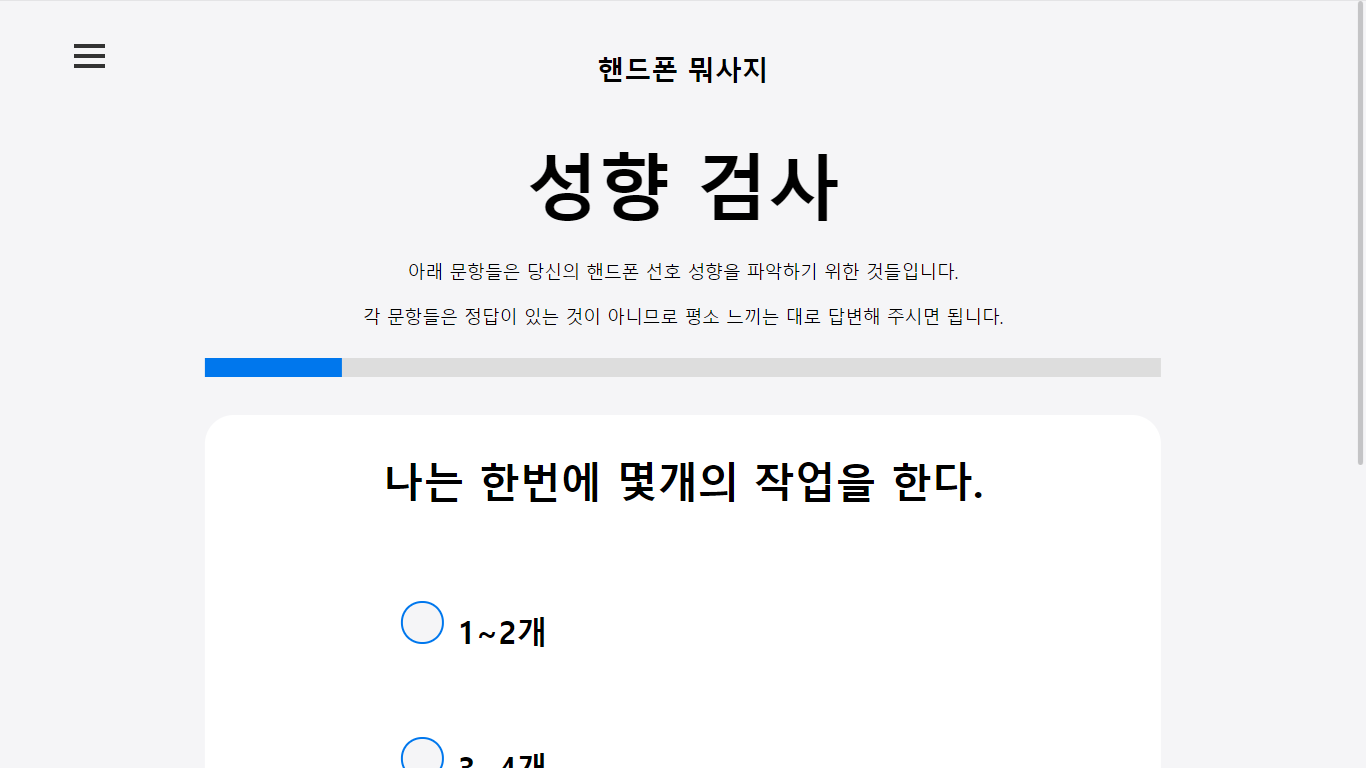 핸드폰 뭐사지
성향 검사
아래 문항들은 당신의 핸드폰 선호 성향을 파악하기 위한 것들입니다.
각 문항들은 정답이 있는 것이 아니므로 평소 느끼는 대로 답변해 주시면 됩니다.
나는 한번에 몇개의 작업을 한다.
1~2개
3~4개